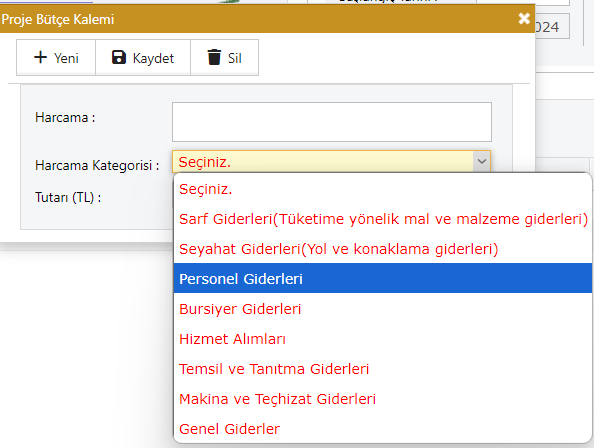 Proje Bütçe Kalemi
2024
Yeni Kaydet Sil
Harcama :
Harcama Kategorisi : Seçiniz.
Tutarı (TL) :
Seçiniz.
Sarf Giderleri(Tüketime yönelik mal ve malzeme giderleri)
Seyahat Giderleri(Yol ve konaklama giderleri)
Personel Giderleri
Bursiyer Giderleri
Hizmet Alımları
Temsil ve Tanıtma Giderleri
Makina ve Teçhizat Giderleri
Genel Giderler